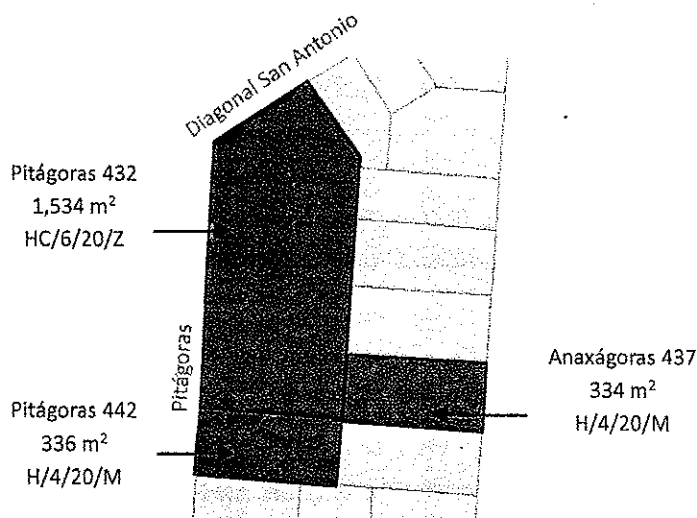 Diagonal San Antonio
Pitágoras 432
1,534 m²
HC/6/20/Z
Pitágoras
Anaxágoras 437
334 m²
H/4/20/M
Pitágoras 442
336 m²
H/4/20/M